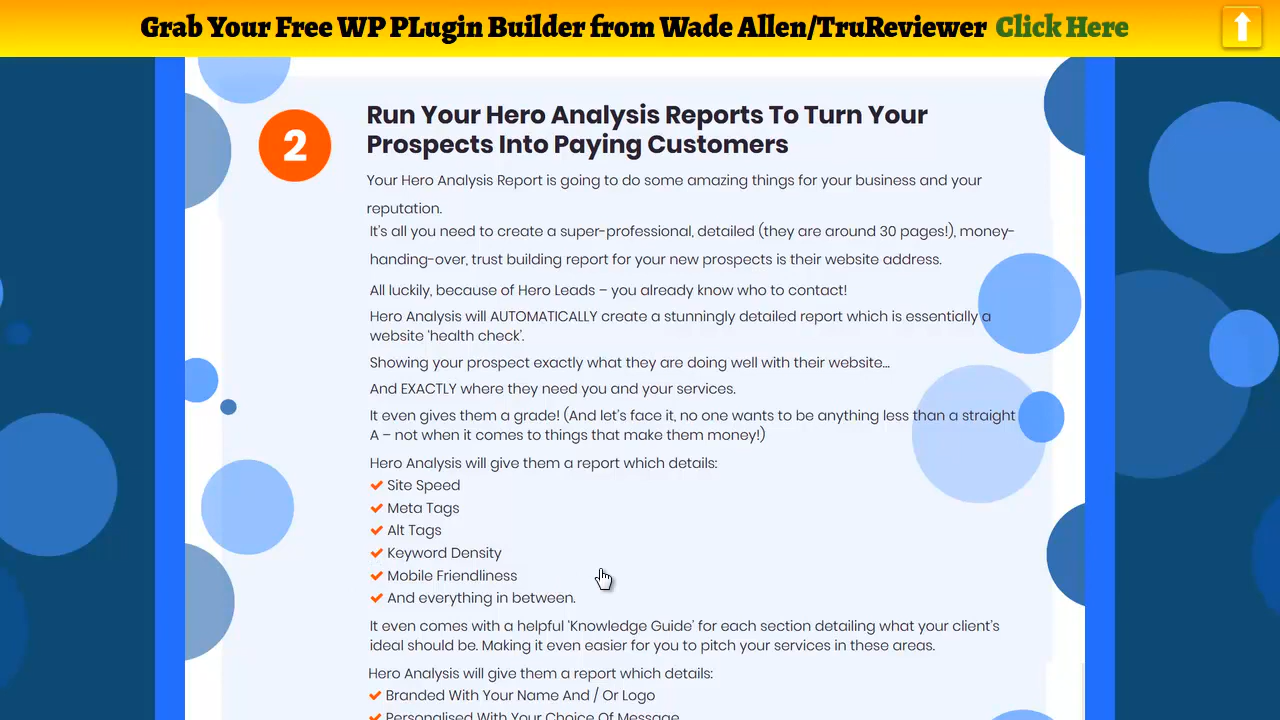 Grab Your Free WP PLugin Builder from Wade Allen/TruReviewer Click Here
2
Run Your Hero Analysis Reports To Turn Your
Prospects Into Paying Customers
Your Hero Analysis Report is going to do some amazing things for your business and your
reputation.
It's all you need to create a super-professional, detailed (they are around 30 pages!), money-
handing-over, trust building report for your new prospects is their website address.
All luckily, because of Hero Leads – you already know who to contact!
Hero Analysis will AUTOMATICALLY create a stunningly detailed report which is essentially a
website 'health check'.
Showing your prospect exactly what they are doing well with their website...
And EXACTLY where they need you and your services.
It even gives them a grade! (And let's face it, no one wants to be anything less than a straight
A – not when it comes to things that make them money!)
Hero Analysis will give them a report which details:
Site Speed
Meta Tags
Alt Tags
Keyword Density
Mobile Friendliness
And everything in between.
It even comes with a helpful 'Knowledge Guide' for each section detailing what your client's
ideal should be. Making it even easier for you to pitch your services in these areas.
Hero Analysis will give them a report which details:
Branded With Your Name And / Or Logo
Personalised With Your Choice Of Message